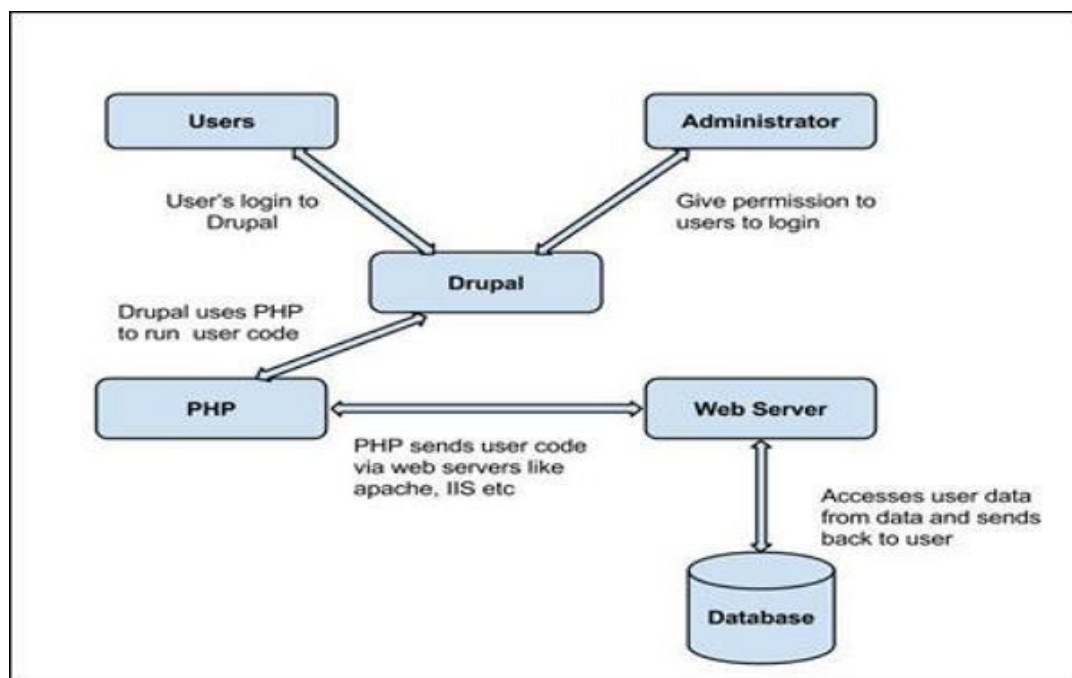 Users
Administrator
User's login to
Drupal
Give permission to
users to login
Drupal
Drupal uses PHP
to run user code
PHP
Web Server
PHP sends user code
via web servers like
apache, IIS etc
Accesses user data
from data and sends
back to user
Database